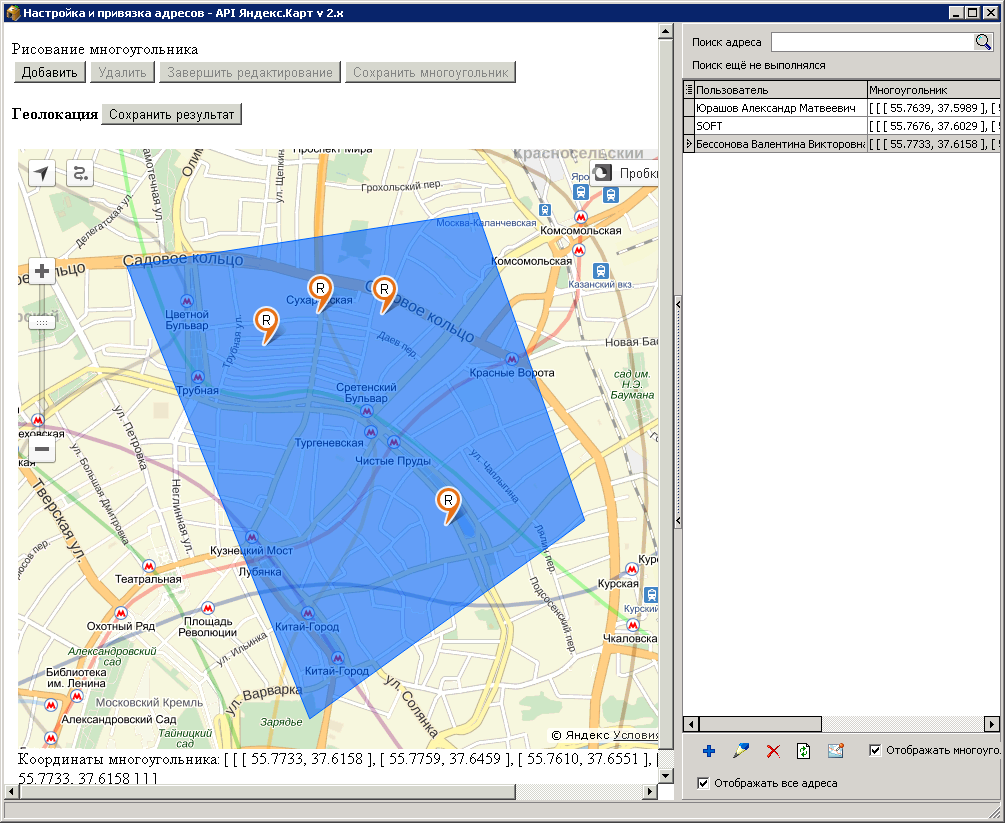 Настройка и привязка адресов - API Яндекс.Карт v 2.x
Рисование многоугольника
Добавить
Удалить
Завершить редактирование
Сохранить многоугольник
Геолокация
Сохранить результат
Проспект Мира
Красносельский
Пробки
Грохольский пер.
ул. Щепкина
Делегатская ул.
Москва-Каланчевская
Комсомольская
Комсомольская
Казанский вкз.
Садовое кольцо
Садовое кольцо
Сухаревская
R
R
R
Цветной
Бульвар
Трубная ул.
Даев пер.
Трубная
Красные Ворота
Новая Бас
сад им.
Н.Э.
Баумана
Сретенский
Бульвар
Тургеневская
Чистые Пруды
ул. Петровка
ул. Большая Дмитровка
Неглинная ул.
Тверская ул.
ул. Чаплыгина
R
Лялин пер.
Подсосенский пер.
Кузнецкий Мост
Лубянка
Театральная
Курская
Курский
Чкаловская
Охотный Ряд
Площадь
Революции
Китай-Город
Китай-Город
Александровский
сад
ул. Ильинка
Библиотека
им. Ленина
Московский Кремль
Александровский Сад
Тайницкий
сад
ул. Варварка
Зарядье
ул. Солянка
© Яндекс Условия
Координаты многоугольника: [ [ [ 55.7733, 37.6158 ], [ 55.7759, 37.6459 ], [ 55.7610, 37.6551 ], [
55.7733, 37.6158 ] ] ]
Поиск адреса
Поиск ещё не выполнялся
Пользователь
Многоугольник
Юрашов Александр Матвеевич
[ [ [ 55.7639, 37.5989 ], [ 5
SOFT
[ [ [ 55.7676, 37.6029 ], [ 5
Бессонова Валентина Викторовна
[ [ [ 55.7733, 37.6158 ], [ 5
Отображать многоуго
Отображать все адреса